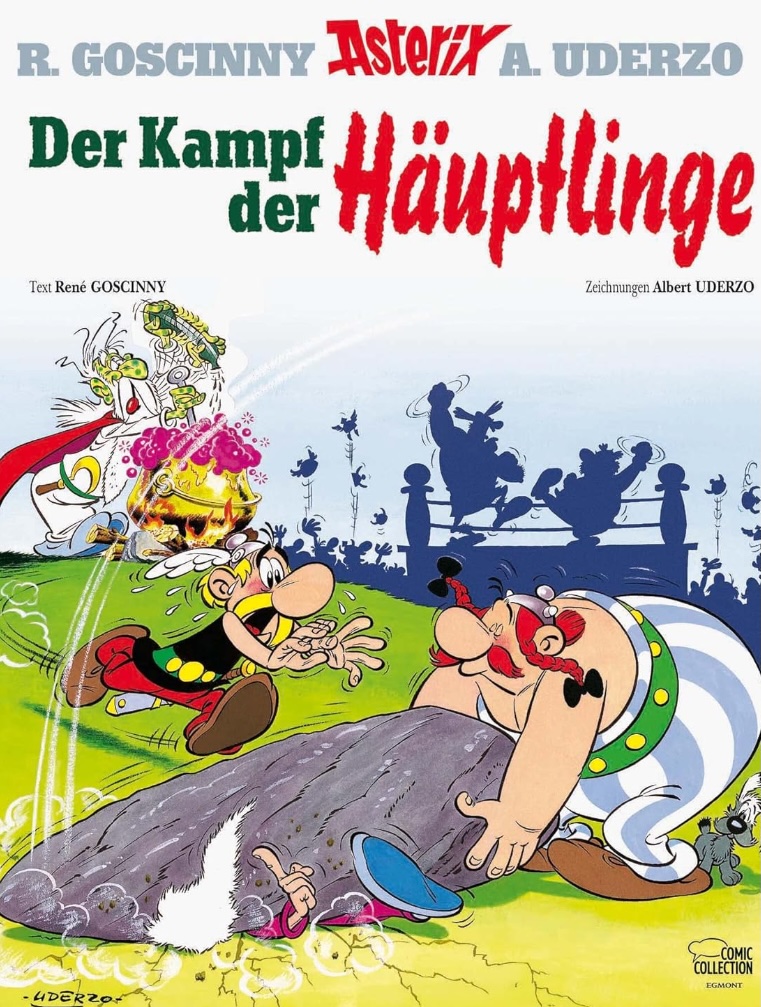 R. GOSCINNY Asterix A. UDERZO
Der Kampf
der Häuptlinge
Text René GOSCINNY
Zeichnungen Albert UDERZO
-UDERZO-
COMIC
COLLECTION
EGMONT